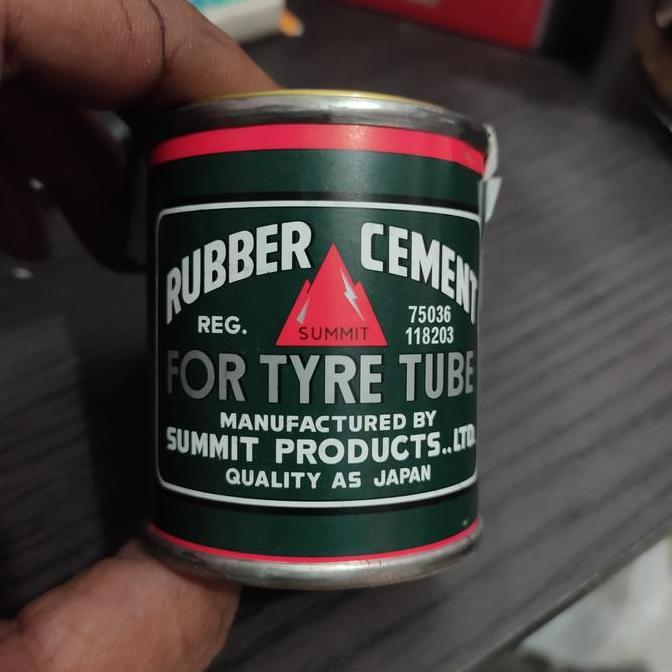 RUBBER CEMENT
REG. SUMMIT 75036
118203
FOR TYRE TUBE
MANUFACTURED BY
SUMMIT PRODUCTS..LTD.
QUALITY AS JAPAN